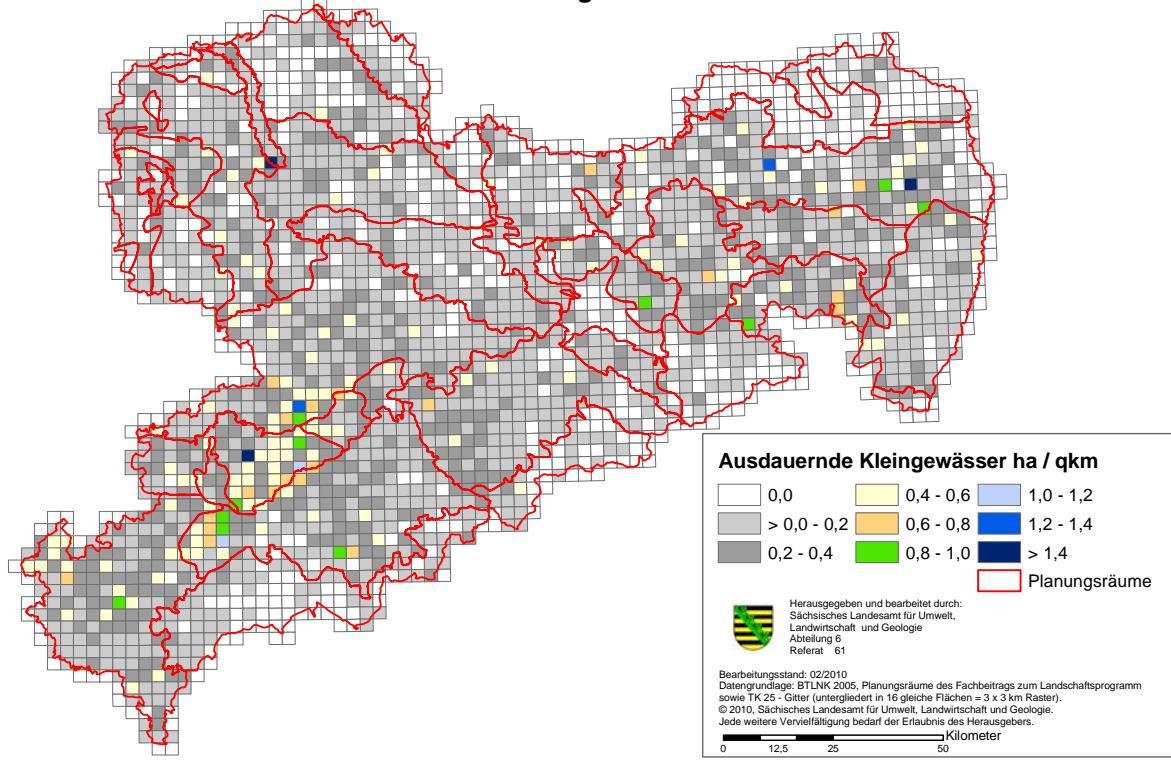 g
Ausdauernde Kleingewässer ha / qkm
0,0
0,4 - 0,6
1,0 - 1,2
> 0,0 - 0,2
0,6 - 0,8
1,2 - 1,4
0,2 - 0,4
0,8 - 1,0
> 1,4
Planungsräume
Herausgegeben und bearbeitet durch:
Sächsisches Landesamt für Umwelt,
Landwirtschaft und Geologie
Abteilung 6
Referat 61
Bearbeitungsstand: 02/2010
Datengrundlage: BTLNK 2005, Planungsräume des Fachbeitrags zum Landschaftsprogramm
sowie TK 25 - Gitter (untergliedert in 16 gleiche Flächen = 3 x 3 km Raster).
© 2010, Sächsisches Landesamt für Umwelt, Landwirtschaft und Geologie.
Jede weitere Vervielfältigung bedarf der Erlaubnis des Herausgebers.
Kilometer
0 12,5 25 50